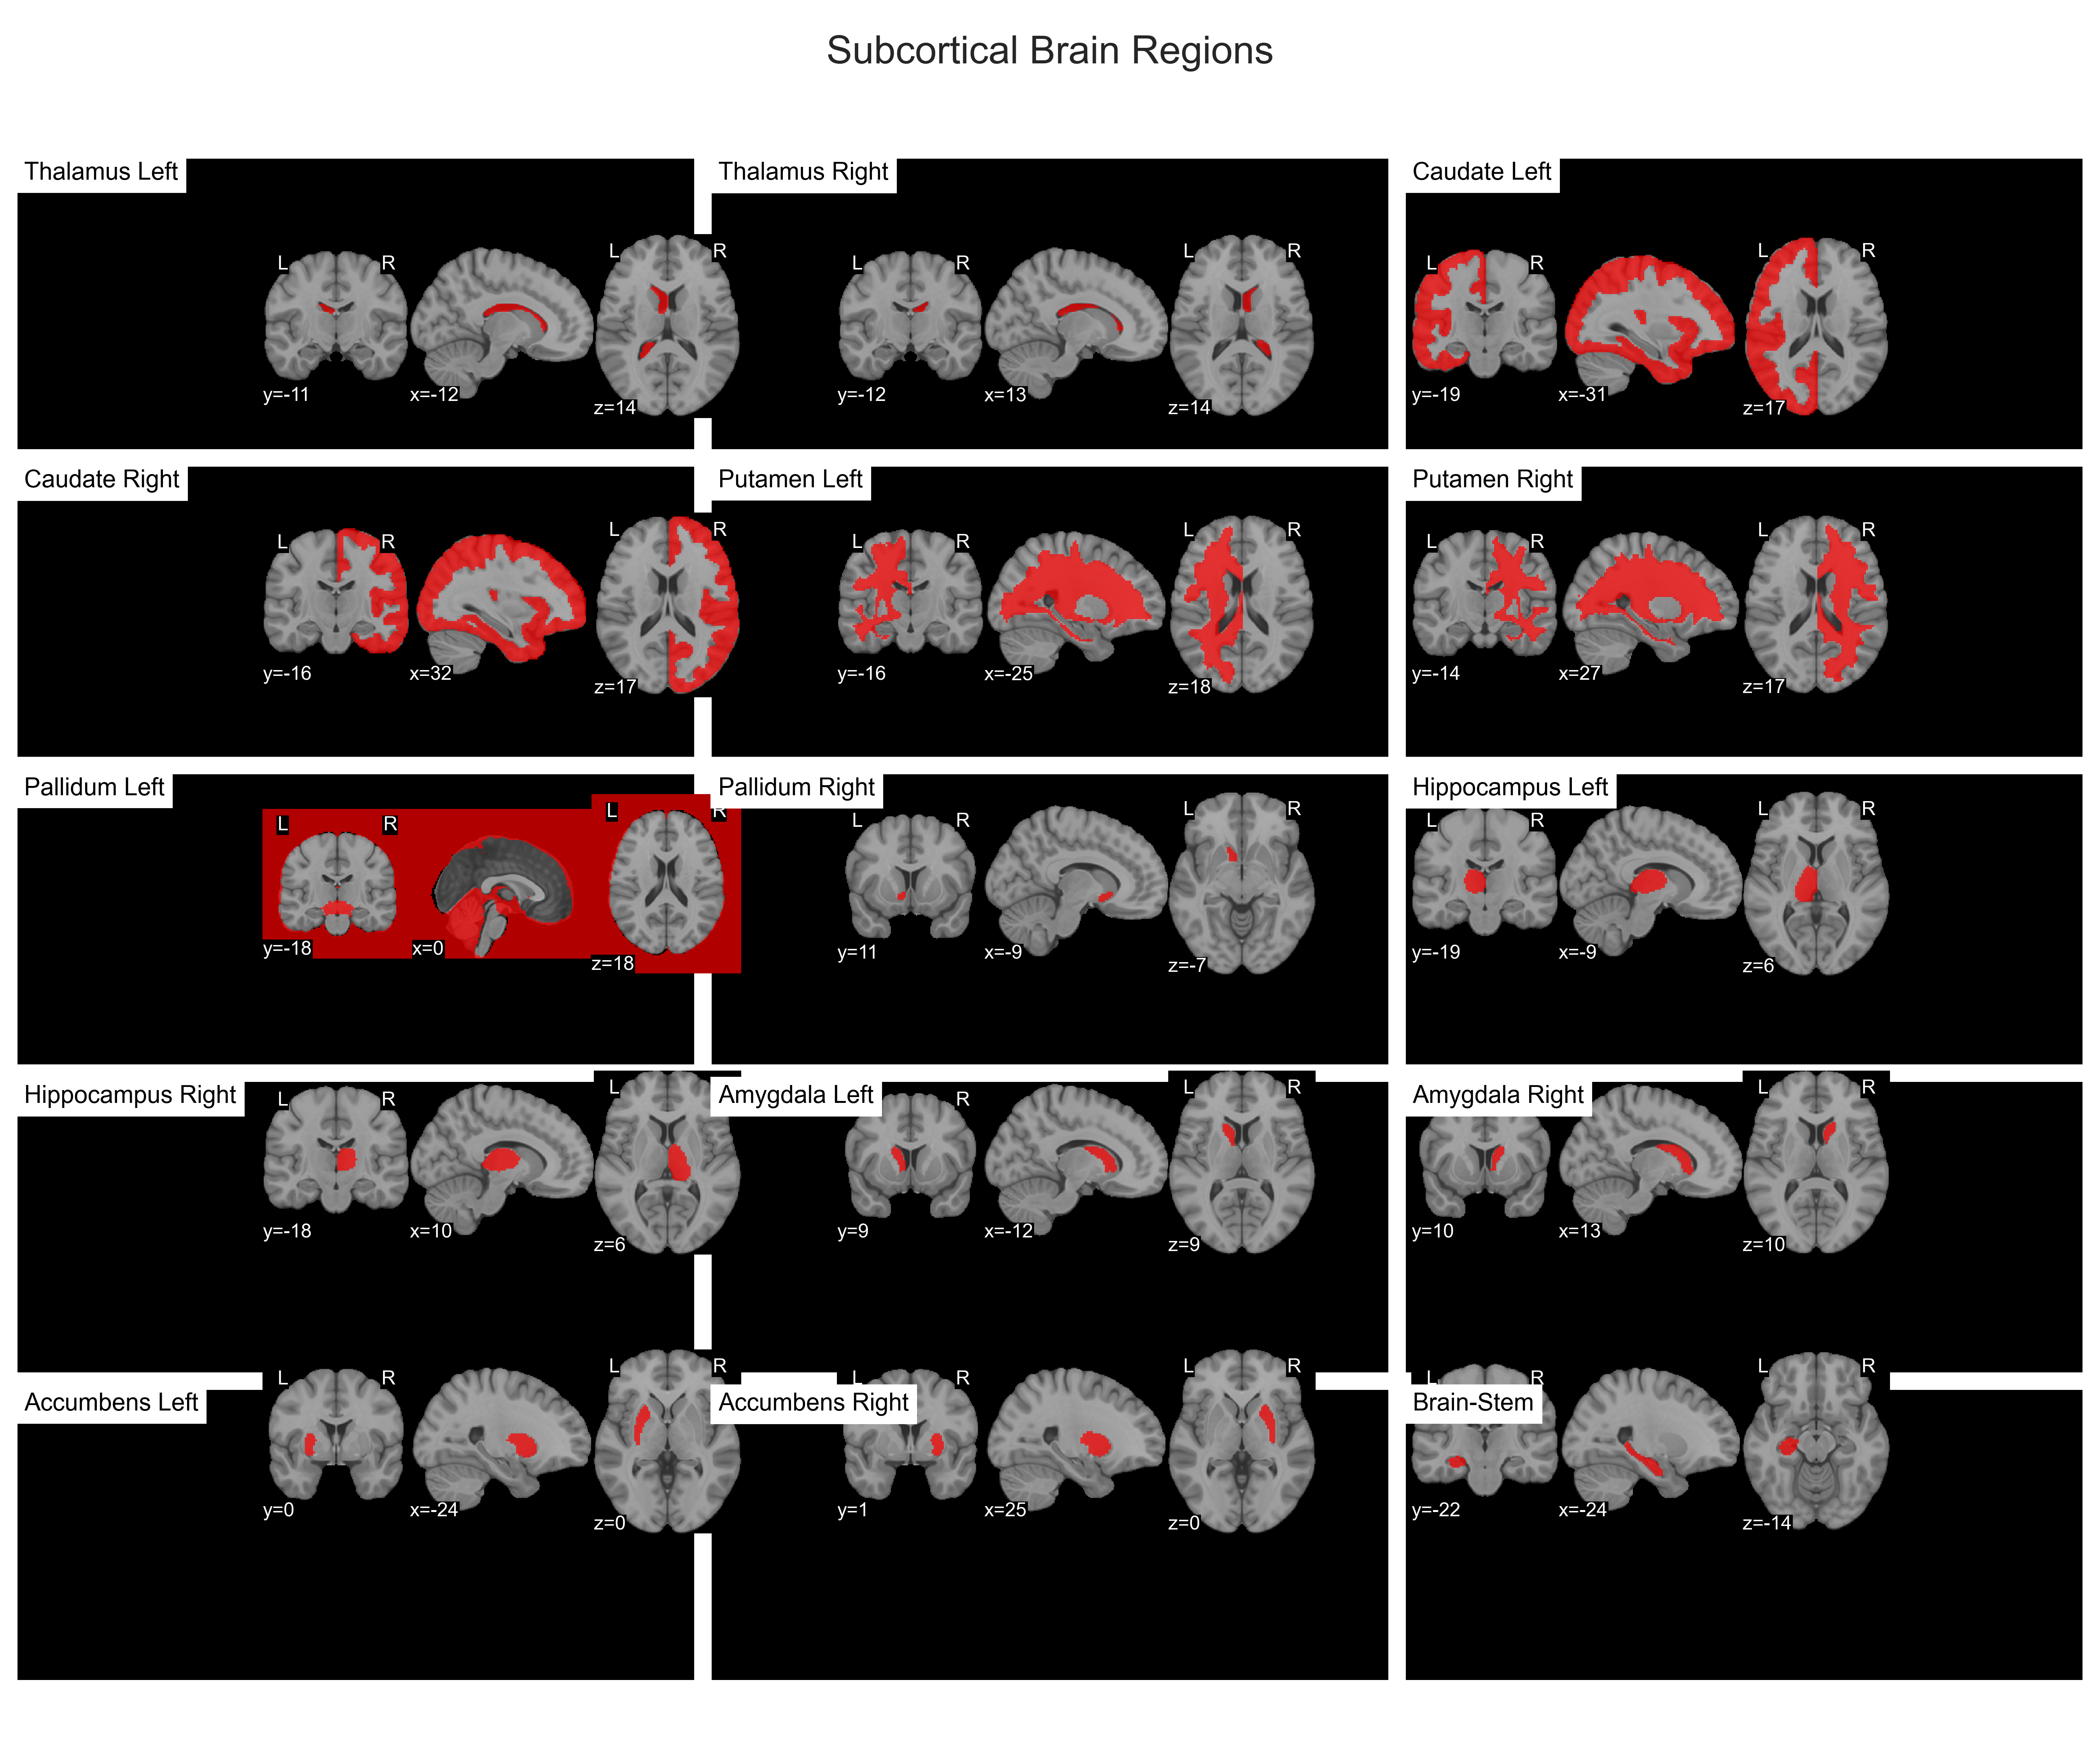 Subcortical Brain Regions
Thalamus Left
L R L R
y=-11 x=-12 z=14
Thalamus Right
L R L R
y=-12 x=13 z=14
Caudate Left
L R L R
y=-19 x=-31 z=17
Caudate Right
L R L R
y=-16 x=32 z=17
Putamen Left
L R L R
y=-16 x=-25 z=18
Putamen Right
L R L R
y=-14 x=27 z=17
Pallidum Left
L R L R
y=-18 x=0 z=18
Pallidum Right
L R L R
y=11 x=-9 z=-7
Hippocampus Left
L R L R
y=-19 x=-9 z=6
Hippocampus Right
L R L R
y=-18 x=10 z=6
Amygdala Left
R L R
y=9 x=-12 z=9
Amygdala Right
R L R
y=10 x=13 z=10
Accumbens Left
L R L R
y=0 x=-24 z=0
Accumbens Right
L R L R
y=1 x=25 z=0
Brain-Stem
L R L R
y=-22 x=-24 z=-14